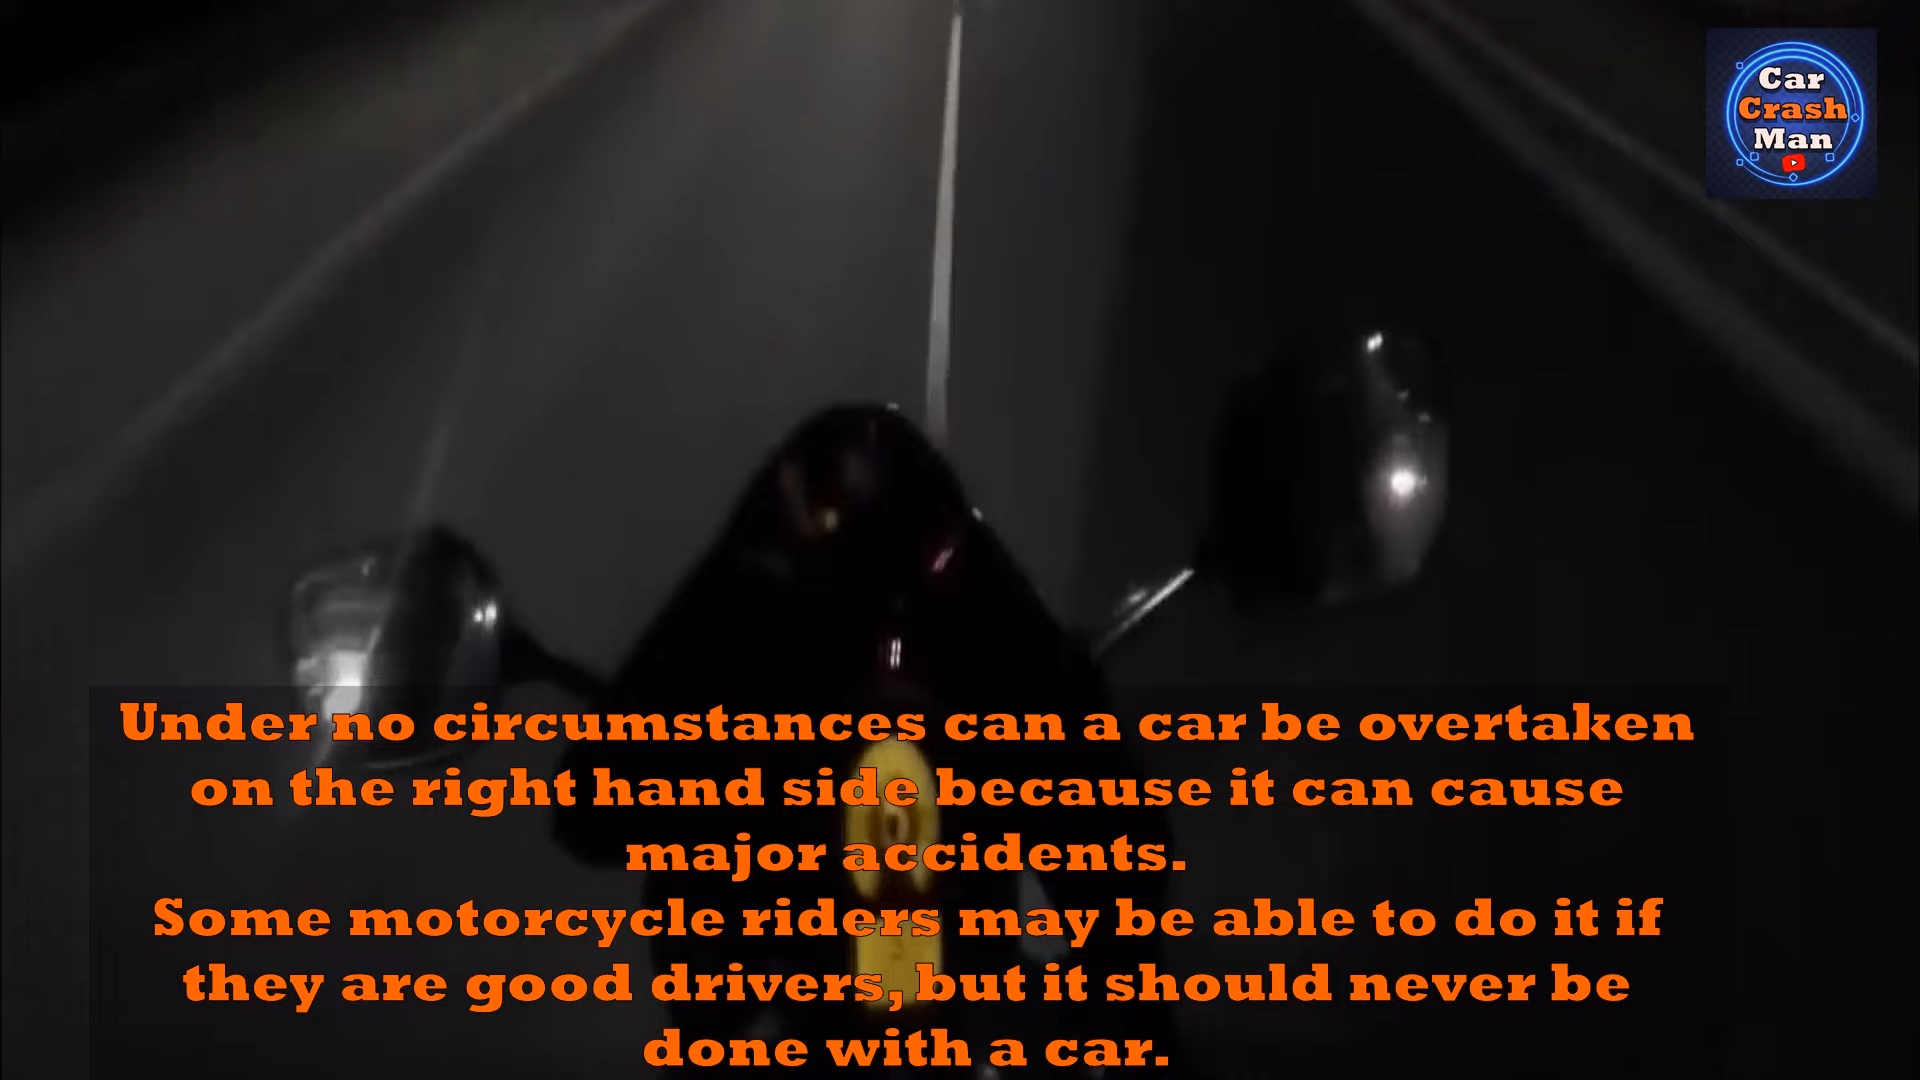 Car
Crash
Man
Under no circumstances can a car be overtaken
on the right hand side because it can cause
major accidents.
Some motorcycle riders may be able to do it if
they are good drivers, but it should never be
done with a car.